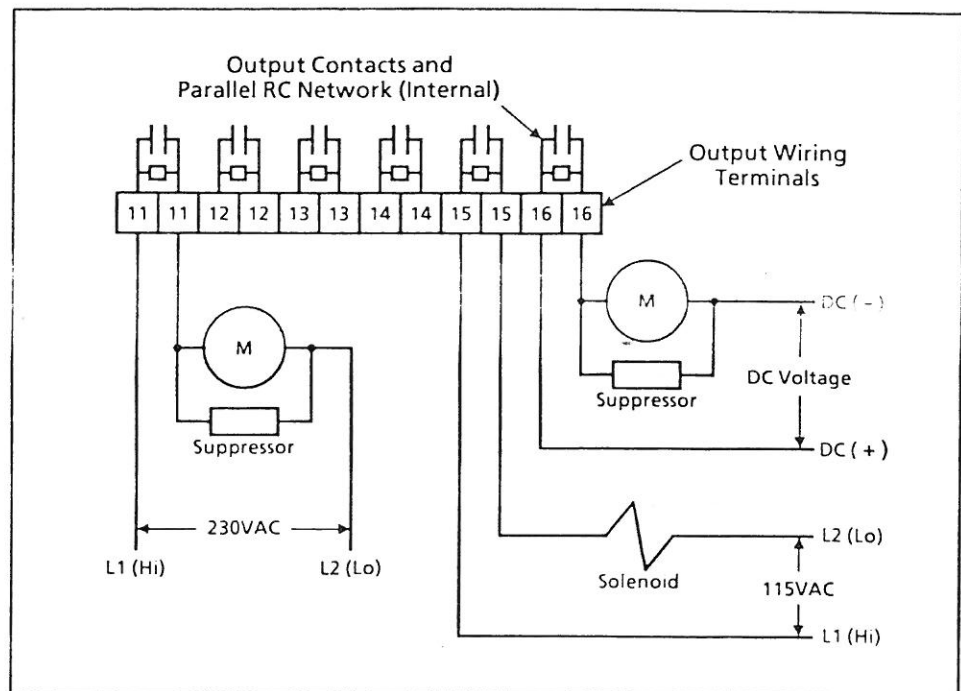 Output Contacts and
Parallel RC Network (Internal)
Output Wiring
Terminals
11 11 12 12 13 13 14 14 15 15 16 16
M
DC (-)
M
DC Voltage
Suppressor
Suppressor
DC (+)
230VAC
L2 (Lo)
L1 (Hi)
L2 (Lo)
Solenoid
115VAC
L1 (Hi)